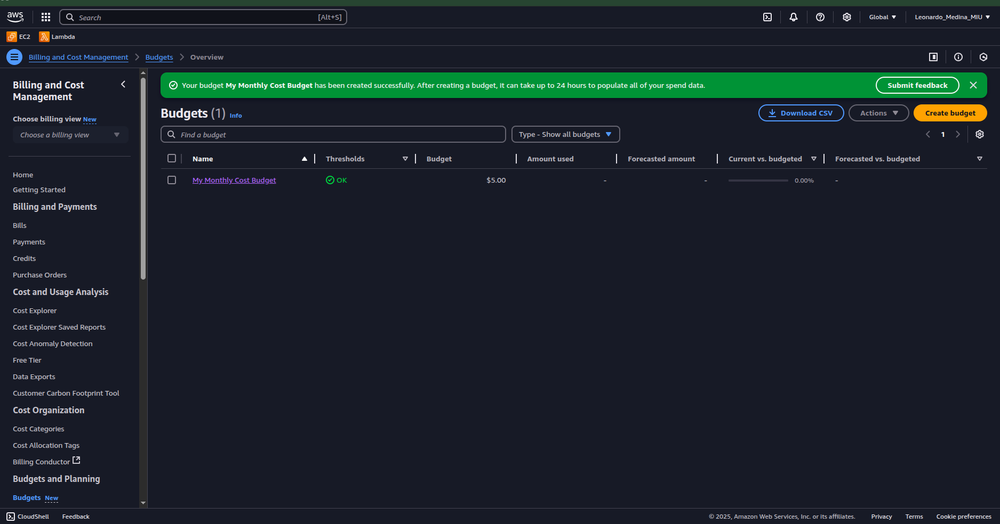 aws
Search [Alt+S]
Global
Leonardo_Medina_MIU
EC2
Lambda
Billing and Cost Management
Budgets
Overview
Billing and Cost
Management
Choose billing view New
Choose a billing view
Home
Getting Started
Billing and Payments
Bills
Payments
Credits
Purchase Orders
Cost and Usage Analysis
Cost Explorer
Cost Explorer Saved Reports
Cost Anomaly Detection
Free Tier
Data Exports
Customer Carbon Footprint Tool
Cost Organization
Cost Categories
Cost Allocation Tags
Billing Conductor
Budgets and Planning
Budgets New
Your budget My Monthly Cost Budget has been created successfully. After creating a budget, it can take up to 24 hours to populate all of your spend data.
Submit feedback
Budgets (1) Info
Download CSV
Actions
Create budget
Find a budget
Type - Show all budgets
1
Name Thresholds Budget Amount used Forecasted amount Current vs. budgeted Forecasted vs. budgeted
My Monthly Cost Budget OK $5.00 - - 0.00% -
CloudShell
Feedback
© 2025, Amazon Web Services, Inc. or its affiliates.
Privacy
Terms
Cookie preferences